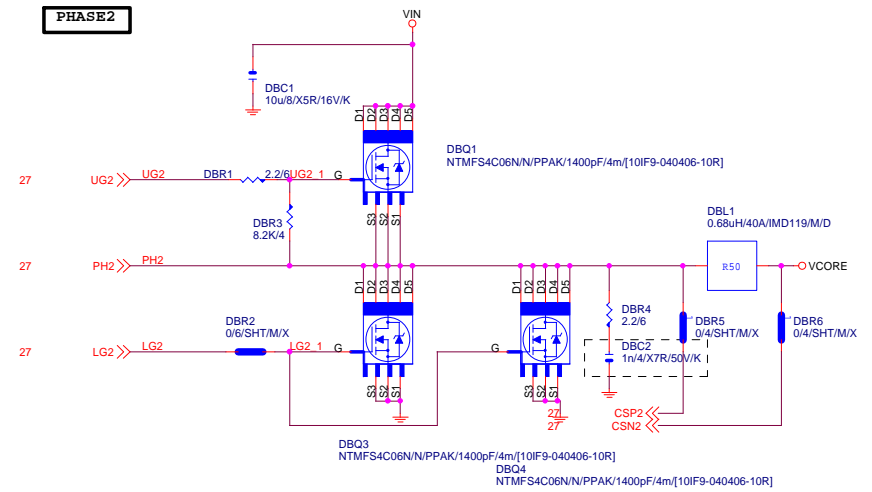 PHASE2
VIN
DBC1
10u/8/X5R/16V/K
D1
D2
D3
D4
D5
DBQ1
NTMFS4C06N/N/PPAK/1400pF/4m/[10IF9-040406-10R]
27
UG2
UG2
DBR1
2.2/6
UG2_1
G
S3
S2
S1
DBR3
8.2K/4
DBL1
0.68uH/40A/IMD119/M/D
27
PH2
PH2
R50
VCORE
D1
D2
D3
D4
D5
D1
D2
D3
D4
D5
DBR2
0/6/SHT/M/X
DBR4
2.2/6
DBR5
0/4/SHT/M/X
DBR6
0/4/SHT/M/X
27
LG2
LG2
LG2_1
G
G
DBC2
1n/4/X7R/50V/K
S3
S2
S1
S3
S2
S1
27
CSP2
27
CSN2
DBQ3
NTMFS4C06N/N/PPAK/1400pF/4m/[10IF9-040406-10R]
DBQ4
NTMFS4C06N/N/PPAK/1400pF/4m/[10IF9-040406-10R]